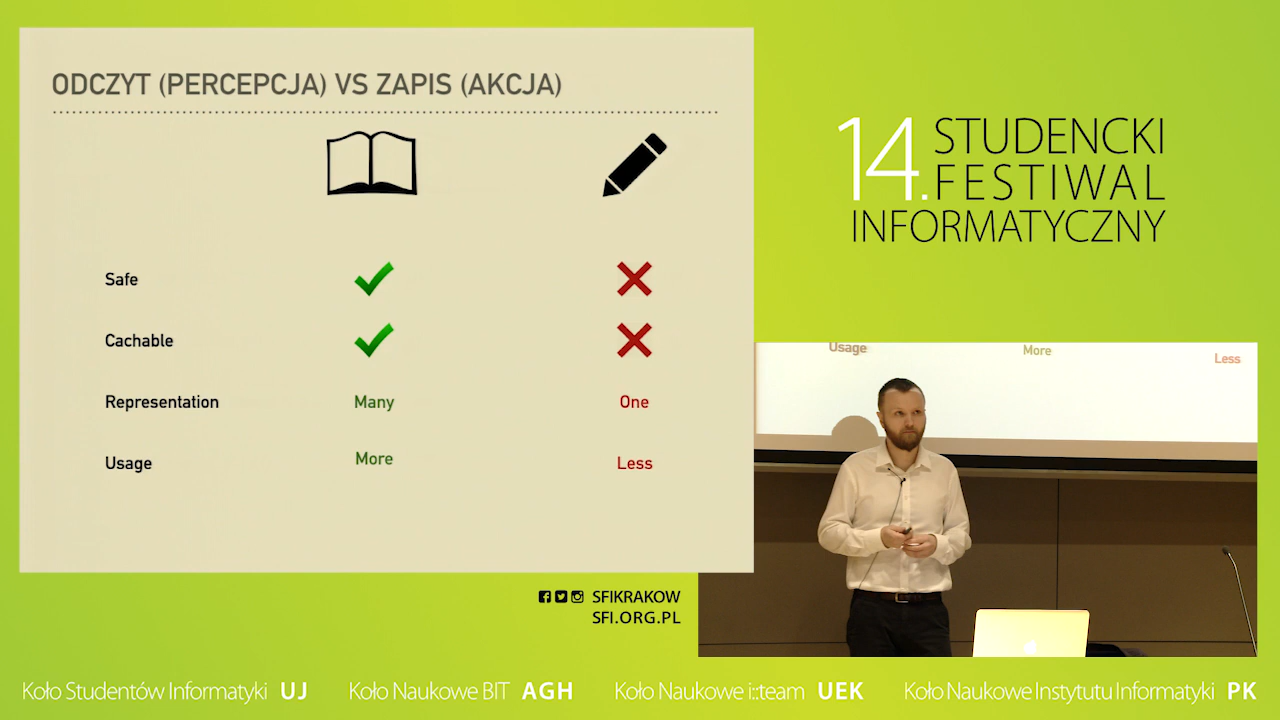 ODCZYT (PERCEPCJA) VS ZAPIS (AKCJA)
Safe
Cachable
Representation Many One
Usage More Less
14. STUDENCKI
FESTIWAL
INFORMATYCZNY
Usage More Less
SFIKRAKOW
SFI.ORG.PL
Koło Studentów Informatyki UJ Koło Naukowe BIT AGH Koło Naukowe i::team UEK Koło Naukowe Instytutu Informatyki PK